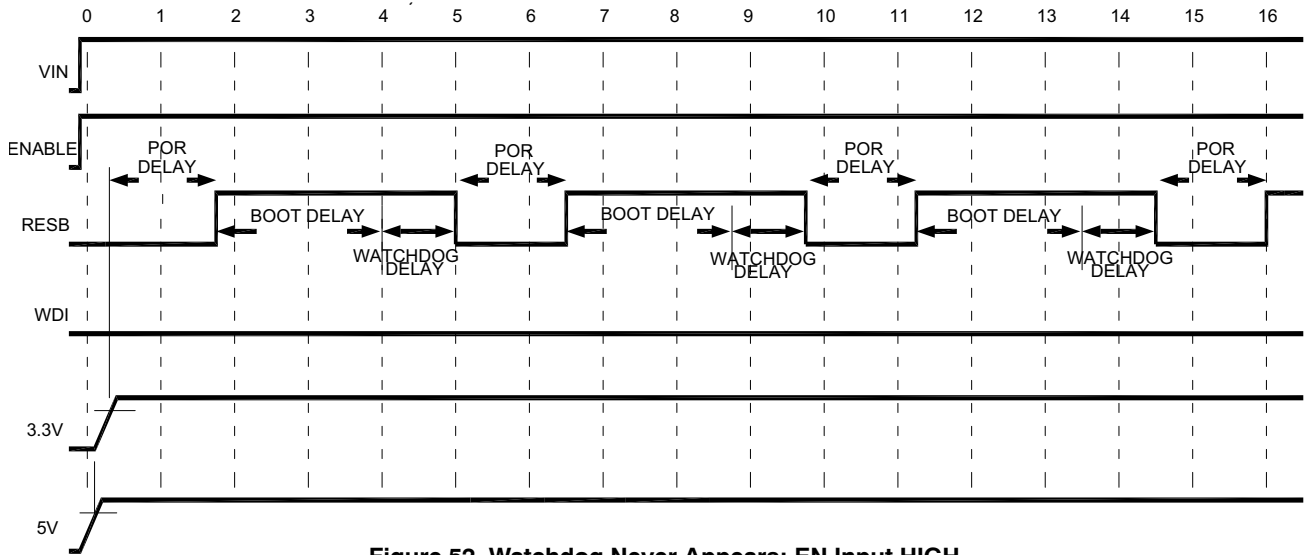 0 1 2 3 4 5 6 7 8 9 10 11 12 13 14 15 16
VIN
ENABLE
POR DELAY
POR DELAY
POR DELAY
POR DELAY
RESB
BOOT DELAY
WATCHDOG DELAY
BOOT DELAY
WATCHDOG DELAY
BOOT DELAY
WATCHDOG DELAY
WDI
3.3V
5V
Figure 52. Watchdog Never Appears; EN Input HIGH